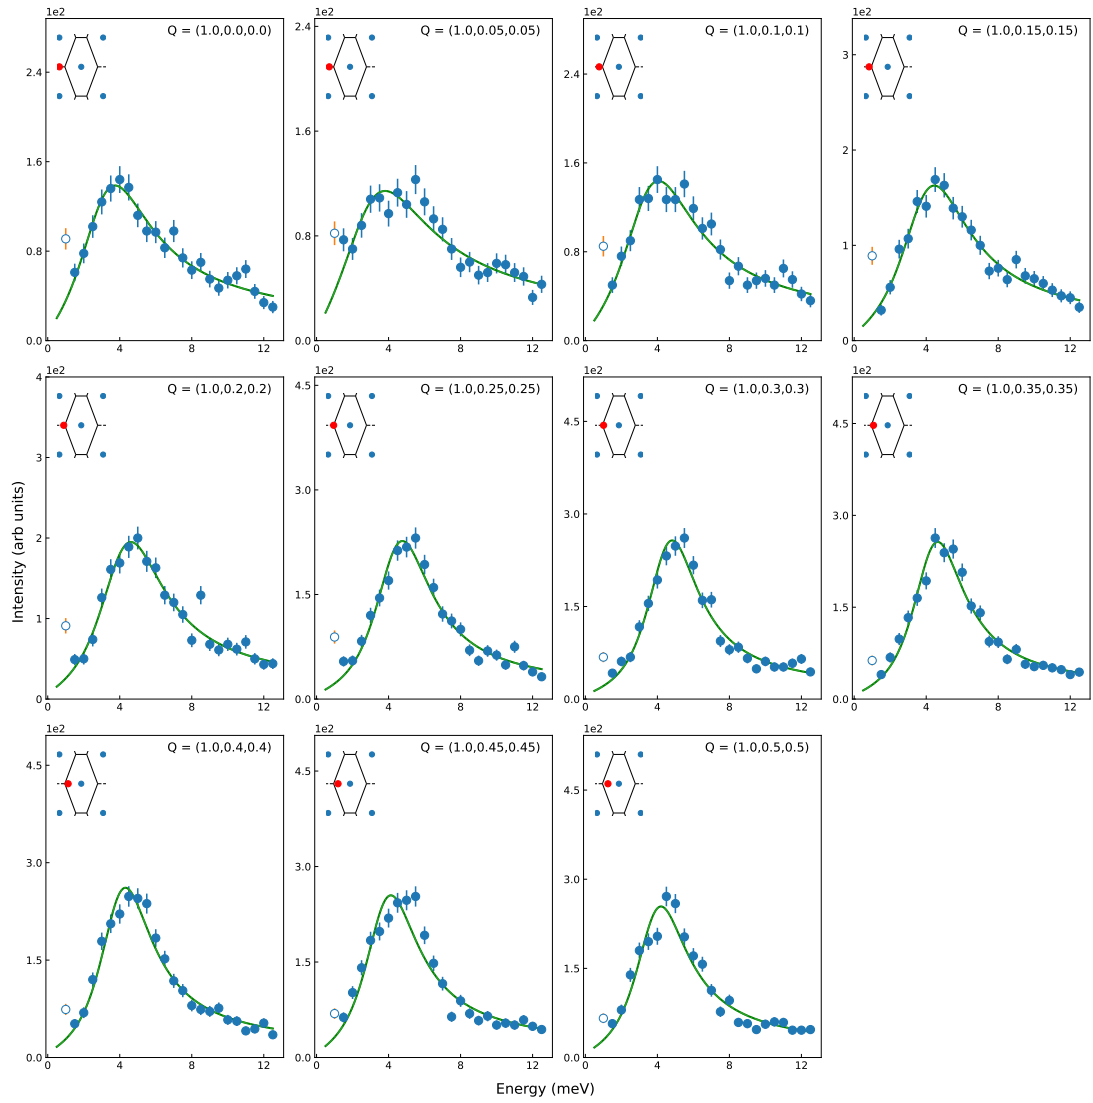 1e2 1e2 1e2 1e2
Q = (1.0,0.0,0.0) Q = (1.0,0.05,0.05) Q = (1.0,0.1,0.1) Q = (1.0,0.15,0.15)
2.4 2.4 2.4 3
1.6 1.6 1.6 2
0.8 0.8 0.8 1
0.0 0.0 0.0 0
0 4 8 12 0 4 8 12 0 4 8 12 0 4 8 12
1e2 1e2 1e2 1e2
Q = (1.0,0.2,0.2) Q = (1.0,0.25,0.25) Q = (1.0,0.3,0.3) Q = (1.0,0.35,0.35)
4 4.5 4.5 4.5
3 3.0 3.0 3.0
2 1.5 1.5 1.5
1 0.0 0.0 0.0
0
0 4 8 12 0 4 8 12 0 4 8 12 0 4 8 12
Intensity (arb units)
1e2 1e2 1e2
Q = (1.0,0.4,0.4) Q = (1.0,0.45,0.45) Q = (1.0,0.5,0.5)
4.5 4.5 4.5
3.0 3.0 3.0
1.5 1.5 1.5
0.0 0.0 0.0
0 4 8 12 0 4 8 12 0 4 8 12
Energy (meV)